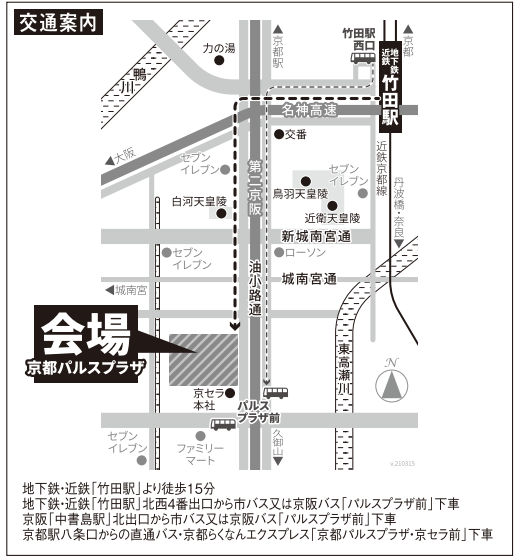 交通案内
力の湯
▲京都駅
竹田駅
西口
▲京都
地下鉄
近鉄
竹田駅
鴨川
名神高速
◀大阪
交番
セブン
イレブン
第二京阪
鳥羽天皇陵
セブン
イレブン
近鉄京都線
白河天皇陵
近衛天皇陵
丹波橋・奈良▼
新城南宮通
セブン
イレブン
ローソン
油小路通
城南宮通
◀城南宮
会場
京都パルスプラザ
東高瀬川
N
京セラ
本社
パルス
プラザ前
セブン
イレブン
ファミリー
マート
久御山▼
v.210315
地下鉄・近鉄「竹田駅」より徒歩15分
地下鉄・近鉄「竹田駅」北西4番出口から市バス又は京阪バス「パルスプラザ前」下車
京阪「中書島駅」北出口から市バス又は京阪バス「パルスプラザ前」下車
京都駅八条口からの直通バス・京都らくなんエクスプレス「京都パルスプラザ・京セラ前」下車